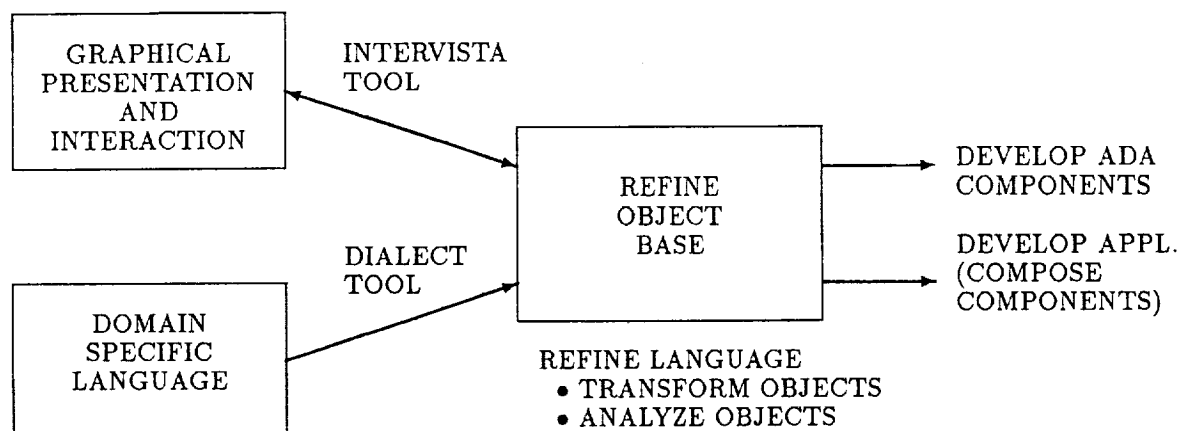 GRAPHICAL
PRESENTATION
AND
INTERACTION
INTERVISTA
TOOL
DOMAIN
SPECIFIC
LANGUAGE
DIALECT
TOOL
REFINE
OBJECT
BASE
REFINE LANGUAGE
• TRANSFORM OBJECTS
• ANALYZE OBJECTS
DEVELOP ADA
COMPONENTS
DEVELOP APPL.
(COMPOSE
COMPONENTS)